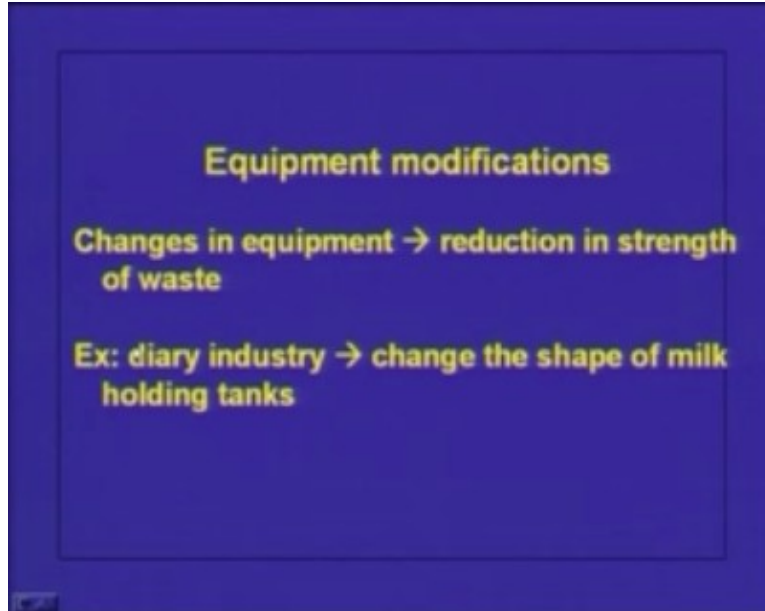 Equipment modifications
Changes in equipment → reduction in strength
of waste
Ex: diary industry → change the shape of milk
holding tanks